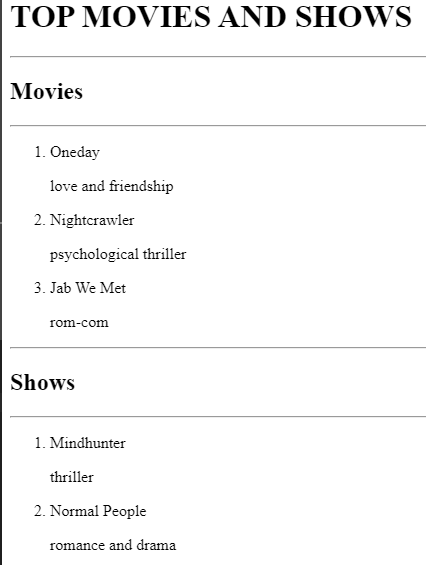 TOP MOVIES AND SHOWS
Movies
1. Oneday
love and friendship
2. Nightcrawler
psychological thriller
3. Jab We Met
rom-com
Shows
1. Mindhunter
thriller
2. Normal People
romance and drama